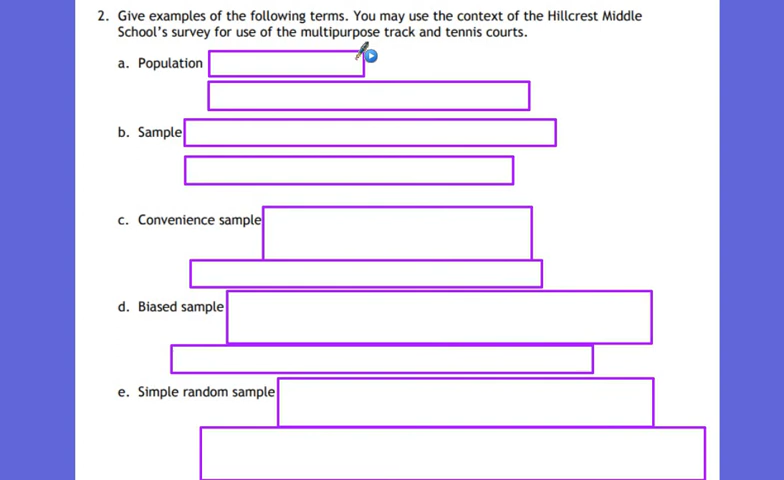 2. Give examples of the following terms. You may use the context of the Hillcrest Middle
School's survey for use of the multipurpose track and tennis courts.
a. Population
b. Sample
c. Convenience sample
d. Biased sample
e. Simple random sample